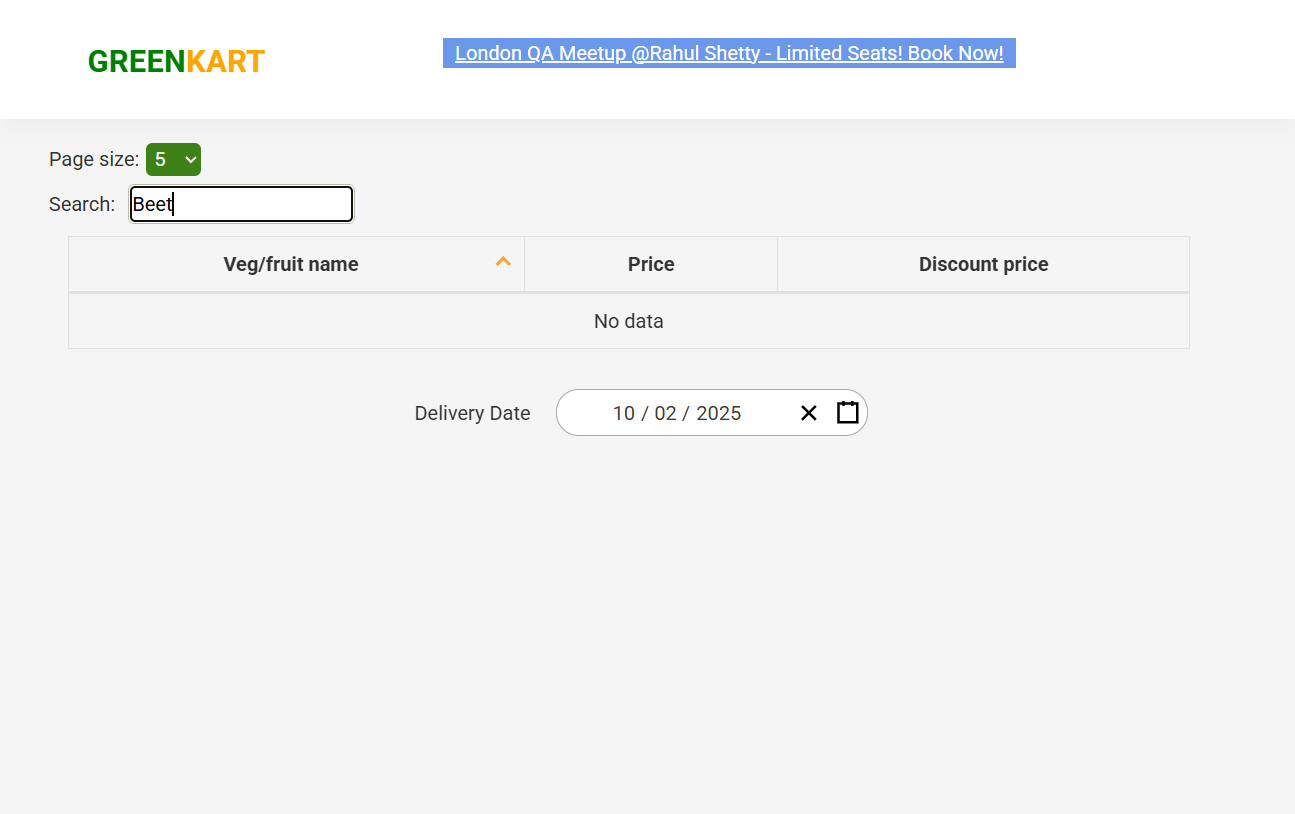 GREENKART
London QA Meetup @Rahul Shetty - Limited Seats! Book Now!
Page size: 5
Search: Beet
Veg/fruit name Price Discount price
No data
Delivery Date 10 / 02 / 2025